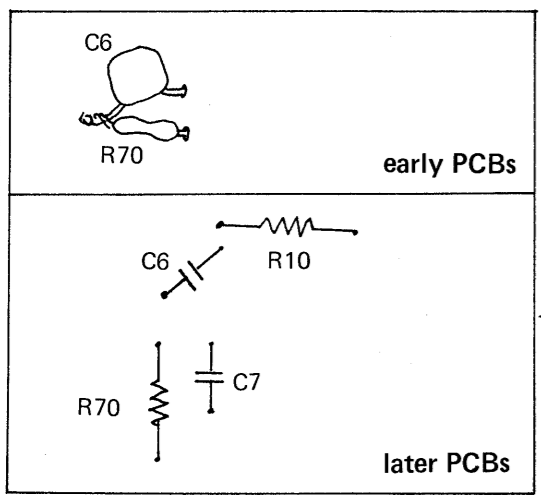 C6
R70
early PCBs
C6
R10
R70
C7
later PCBs